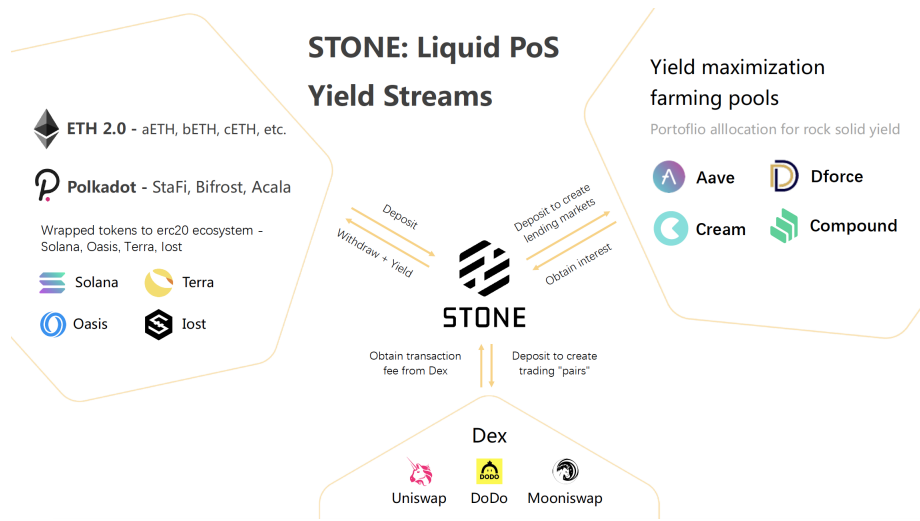 STONE: Liquid PoS
Yield Streams
ETH 2.0 - aETH, bETH, cETH, etc.
Polkadot - StaFi, Bifrost, Acala
Wrapped tokens to erc20 ecosystem -
Solana, Oasis, Terra, Iost
Solana
Terra
Oasis
Iost
Deposit
Withdraw + Yield
STONE
Deposit to create
lending markets
Obtain interest
Yield maximization
farming pools
Portoflio alllocation for rock solid yield
Aave
Dforce
Cream
Compound
Obtain transaction
fee from Dex
Deposit to create
trading "pairs"
Dex
DODO
Uniswap
DoDo
Mooniswap